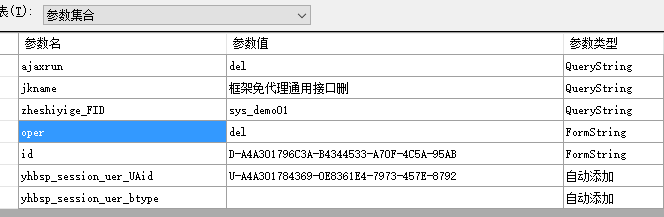 表(T): 参数集合
参数名 参数值 参数类型
ajaxrun del QueryString
jkname 框架免代理通用接口删 QueryString
zheshiyige_FID sys_demo01 QueryString
oper del FormString
id D-A4A301796C3A-B4344533-A70F-4C5A-95AB FormString
yhbsp_session_uer_UAid U-A4A301784369-0E8361E4-7973-457E-8792 自动添加
yhbsp_session_uer_btype 自动添加